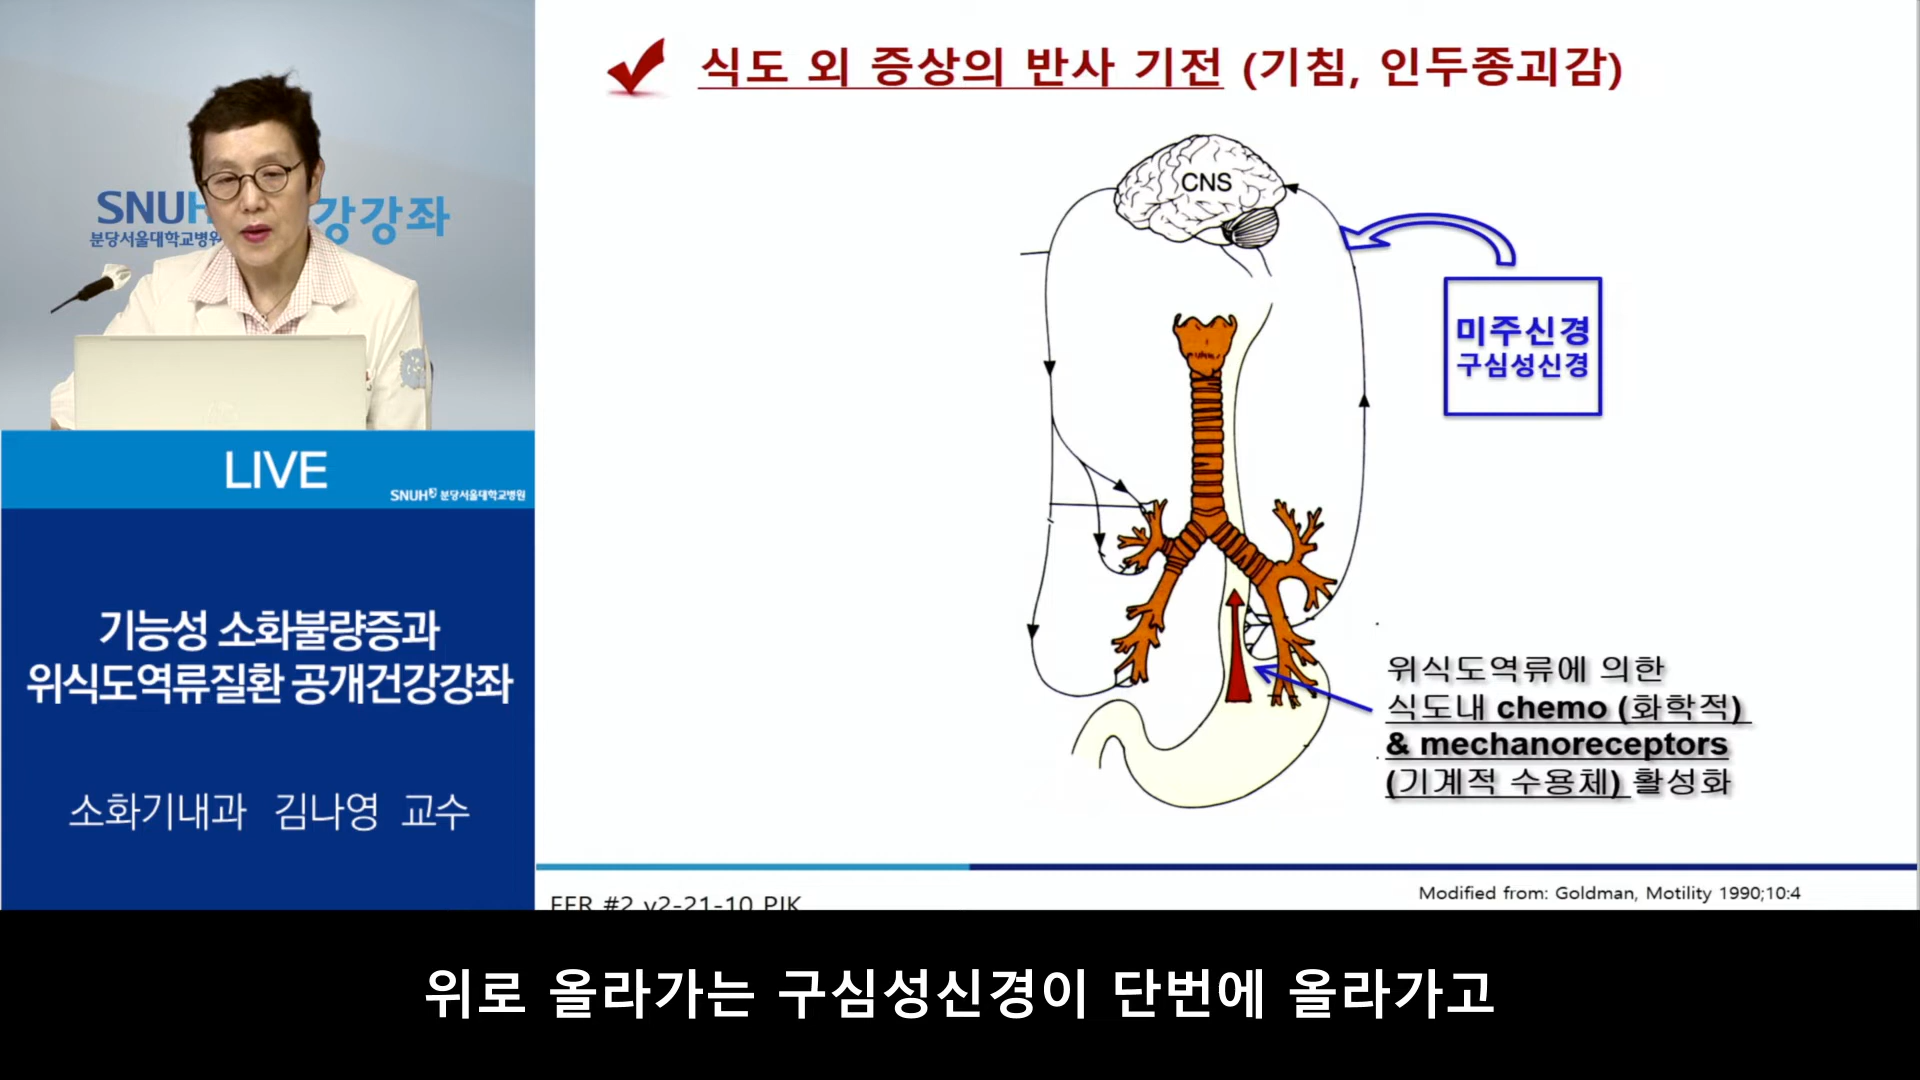 SNUH
강강좌
분당서울대학교병원
LIVE
SNUH 분당서울대학교병원
기능성 소화불량증과
위식도역류질환 공개건강강좌
소화기내과 김나영 교수
식도 외 증상의 반사 기전 (기침, 인두종괴감)
CNS
미주신경
구심성신경
위식도역류에 의한
식도내 chemo (화학적)
& mechanoreceptors
(기계적 수용체) 활성화
Modified from: Goldman, Motility 1990;10:4
EER #2 v2-21-10 PJK
위로 올라가는 구심성신경이 단번에 올라가고